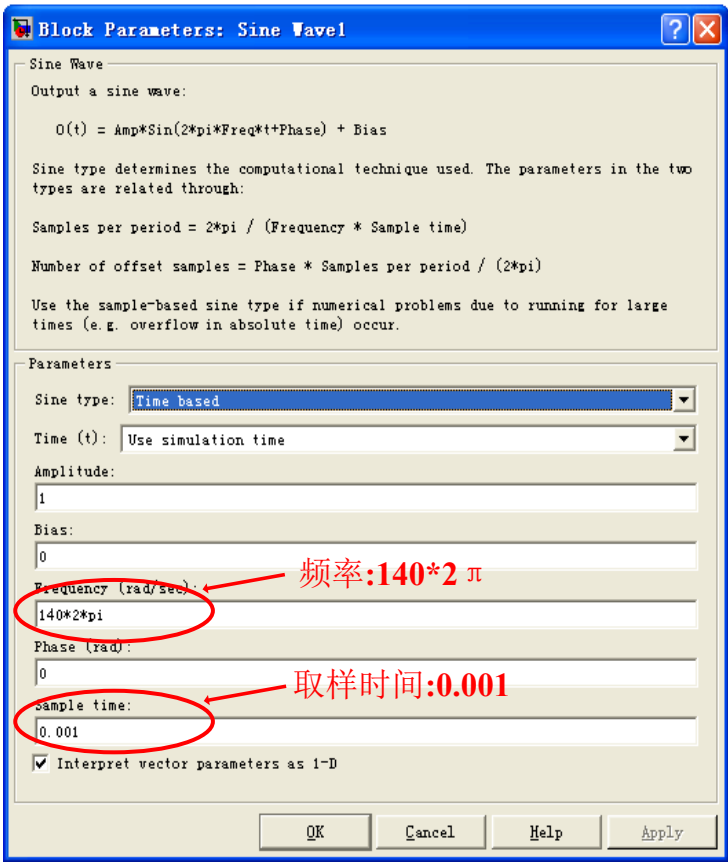 Block Parameters: Sine Wave1
Sine Wave
Output a sine wave:
O(t) = Amp*Sin(2*pi*Freq*t+Phase) + Bias
Sine type determines the computational technique used. The parameters in the two
types are related through:
Samples per period = 2*pi / (Frequency * Sample time)
Number of offset samples = Phase * Samples per period / (2*pi)
Use the sample-based sine type if numerical problems due to running for large
times (e.g. overflow in absolute time) occur.
Parameters
Sine type: Time based
Time (t): Use simulation time
Amplitude:
1
Bias:
0
频率:140*2π
Frequency (rad/sec):
140*2*pi
Phase (rad):
0
取样时间:0.001
Sample time:
0.001
Interpret vector parameters as 1-D
OK Cancel Help Apply